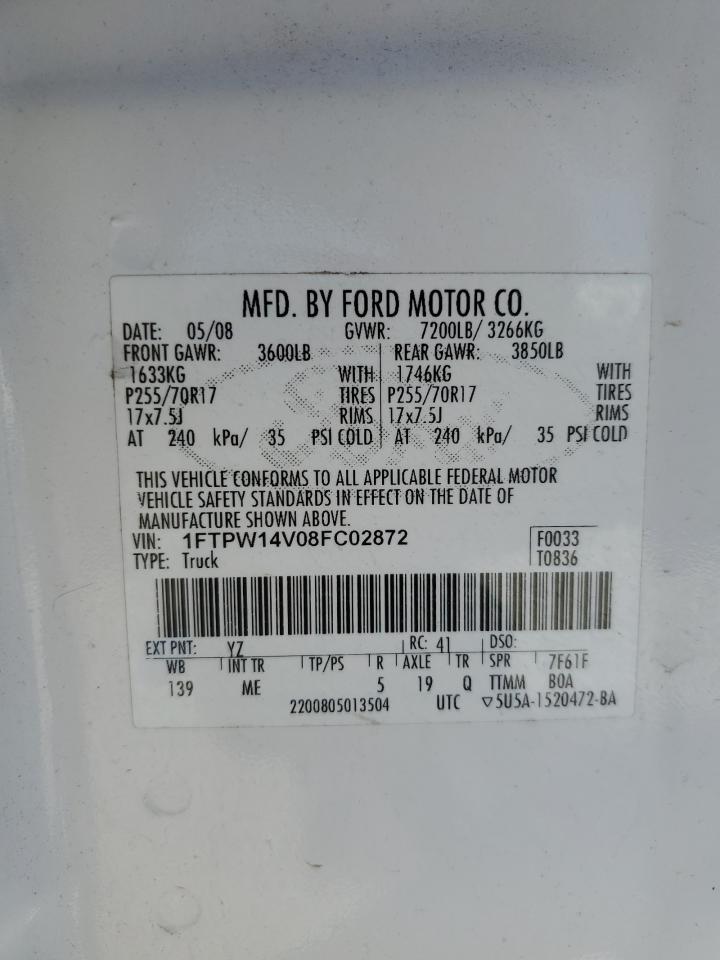 MFD. BY FORD MOTOR CO.
DATE: 05/08 GVWR: 7200LB/ 3266KG
FRONT GAWR: 3600LB REAR GAWR: 3850LB
1633KG WITH 1746KG WITH
P255/70R17 TIRES P255/70R17 TIRES
17x7.5J RIMS 17x7.5J RIMS
AT 240 kPa/ 35 PSI COLD AT 240 kPa/ 35 PSI COLD
THIS VEHICLE CONFORMS TO ALL APPLICABLE FEDERAL MOTOR
VEHICLE SAFETY STANDARDS IN EFFECT ON THE DATE OF
MANUFACTURE SHOWN ABOVE.
VIN: 1FTPW14V08FC02872 F0033
TYPE: Truck T0836
EXT PNT: YZ RC: 41 DSO:
WB INT TR TP/PS R AXLE TR SPR 7F61F
139 ME 5 19 Q TTMM BOA
2200805013504 UTC ▽5U5A-1520472-BA